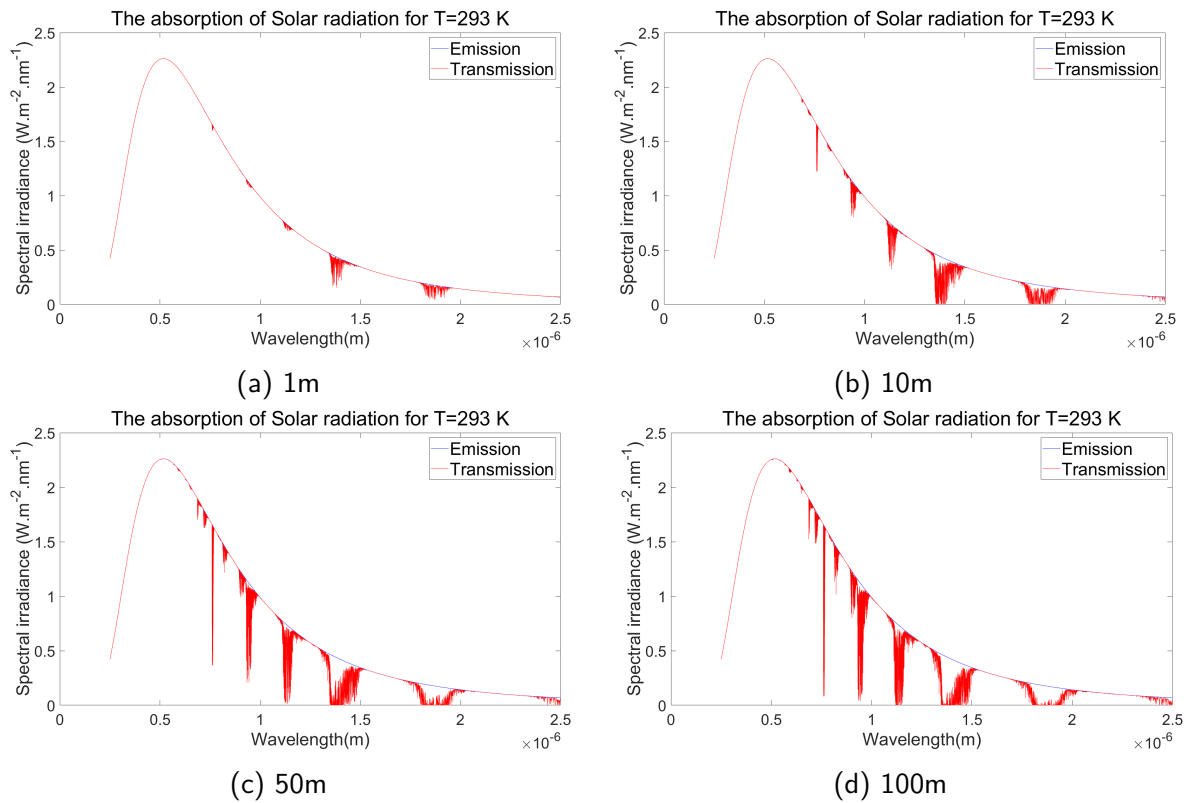 The absorption of Solar radiation for T=293 K
Spectral irradiance (W.m-2.nm-1)
2.5
2
1.5
1
0.5
0
Emission
Transmission
0 0.5 1 1.5 2 2.5
Wavelength(m)
×10-6
(a) 1m
The absorption of Solar radiation for T=293 K
Spectral irradiance (W.m-2.nm-1)
2.5
2
1.5
1
0.5
0
Emission
Transmission
0 0.5 1 1.5 2 2.5
Wavelength(m)
×10-6
(b) 10m
The absorption of Solar radiation for T=293 K
Spectral irradiance (W.m-2.nm-1)
2.5
2
1.5
1
0.5
0
Emission
Transmission
0 0.5 1 1.5 2 2.5
Wavelength(m)
×10-6
(c) 50m
The absorption of Solar radiation for T=293 K
Spectral irradiance (W.m-2.nm-1)
2.5
2
1.5
1
0.5
0
Emission
Transmission
0 0.5 1 1.5 2 2.5
Wavelength(m)
×10-6
(d) 100m